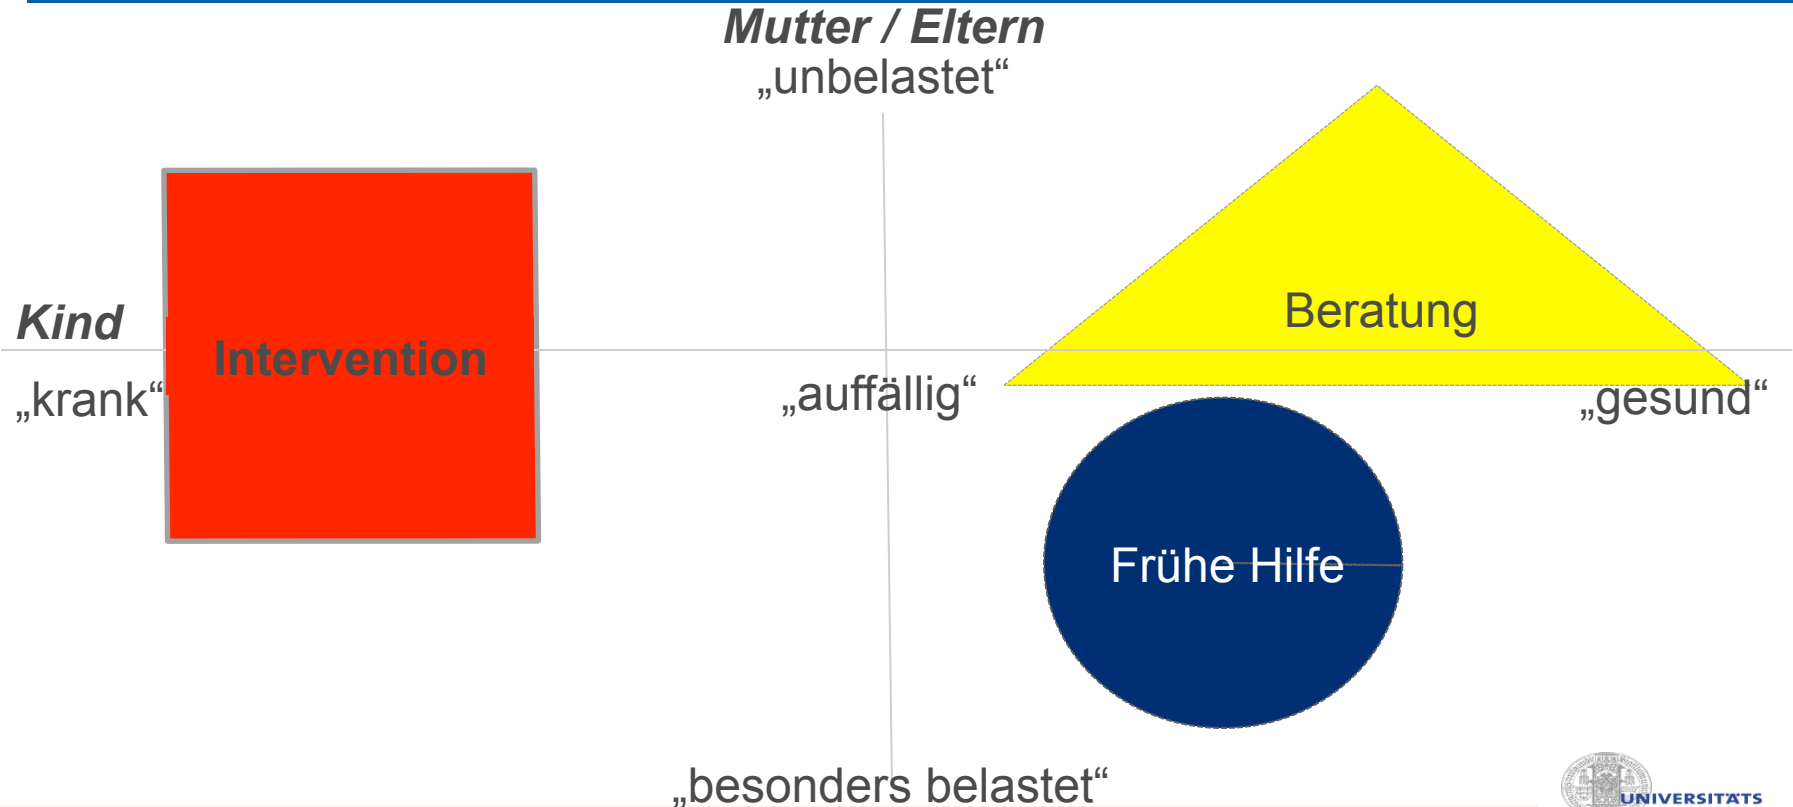 Mutter / Eltern
„unbelastet“
Kind
Intervention
Beratung
„krank“
„auffällig“
„gesund“
Frühe Hilfe
„besonders belastet“
UNIVERSITÄTS